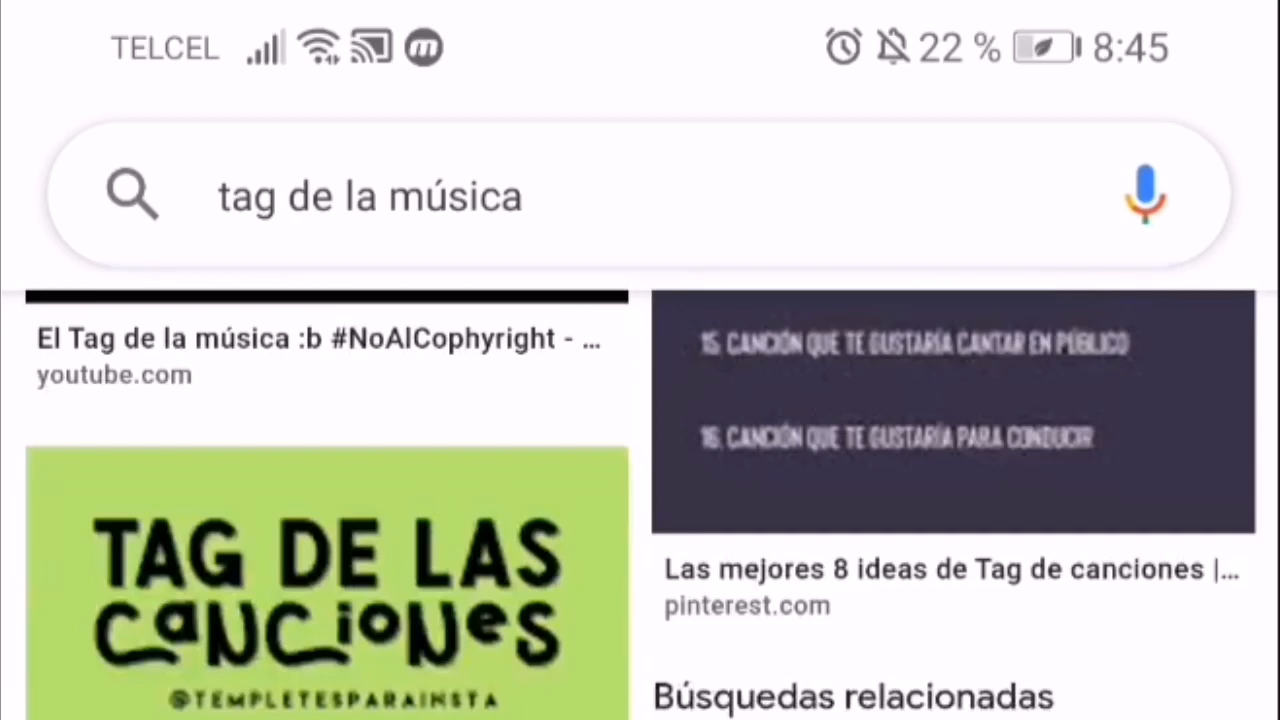 TELCEL 22 % 8:45
tag de la música
El Tag de la música :b #NoAlCophyright - ...
youtube.com
TAG DE LAS
CANCIONES
@TEMPLETESPARAINSTA
15. CANCIÓN QUE TE GUSTARÍA CANTAR EN PÚBLICO
16. CANCIÓN QUE TE GUSTARÍA PARA CONDUCIR
Las mejores 8 ideas de Tag de canciones |...
pinterest.com
Búsquedas relacionadas